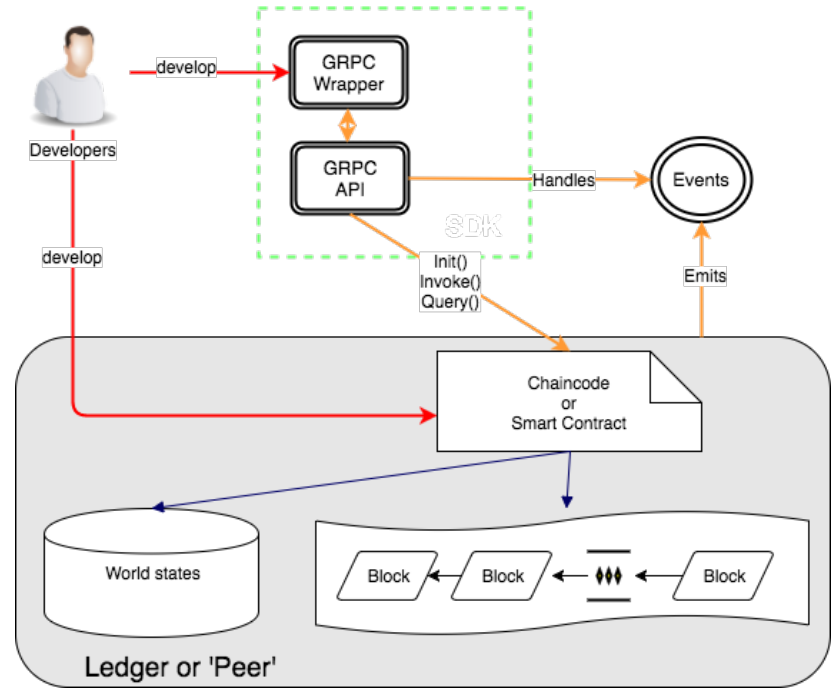 develop
GRPC
Wrapper
Developers
GRPC
API
Handles
Events
SDK
develop
Init()
Invoke()
Query()
Emits
Chaincode
or
Smart Contract
World states
Block
Block
Block
Ledger or 'Peer'